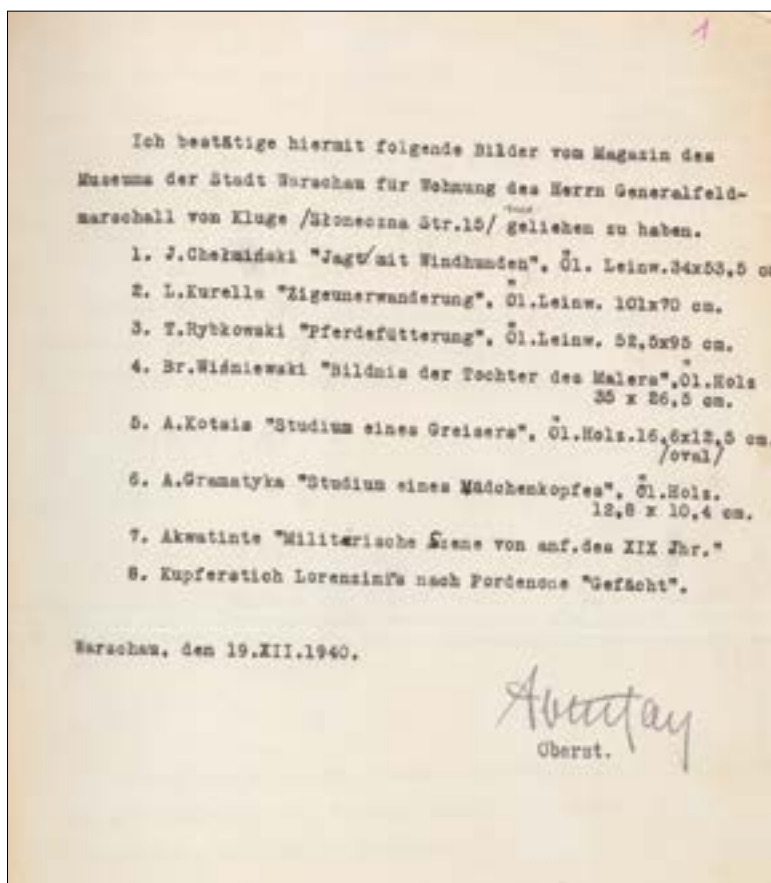 1
Ich bestätige hiermit folgende Bilder vom Magazin des
Museums der Stadt Warschau für Wohnung des Herrn Generalfeld-
marschall von Kluge /Słoneczna Str.15/ geliehen zu haben.
1. J.Chełmiński "Jagt/mit Windhunden", Öl. Leinw.34x53,5 cm
2. L.Kurella "Zigeunerwanderung", Öl.Leinw. 101x70 cm.
3. T.Rybkowski "Pferdefütterung", Öl.Leinw. 52,5x95 cm.
4. Br.Wiśniewski "Bildnis der Tochter des Malers",Öl.Holz
35 x 26,5 cm.
5. A.Kotsis "Studium eines Greisers", Öl.Holz.16,6x12,5 cm.
/oval/
6. A.Gramatyka "Studium eines Mädchenkopfes", Öl.Holz.
12,8 x 10,4 cm.
7. Akwatinte "Militärische Szene von anf.des XIX Jhr."
8. Kupferstich Lorenzini's nach Pordenone "Gefächt".
Warschau, den 19.XII.1940.
Oberst.